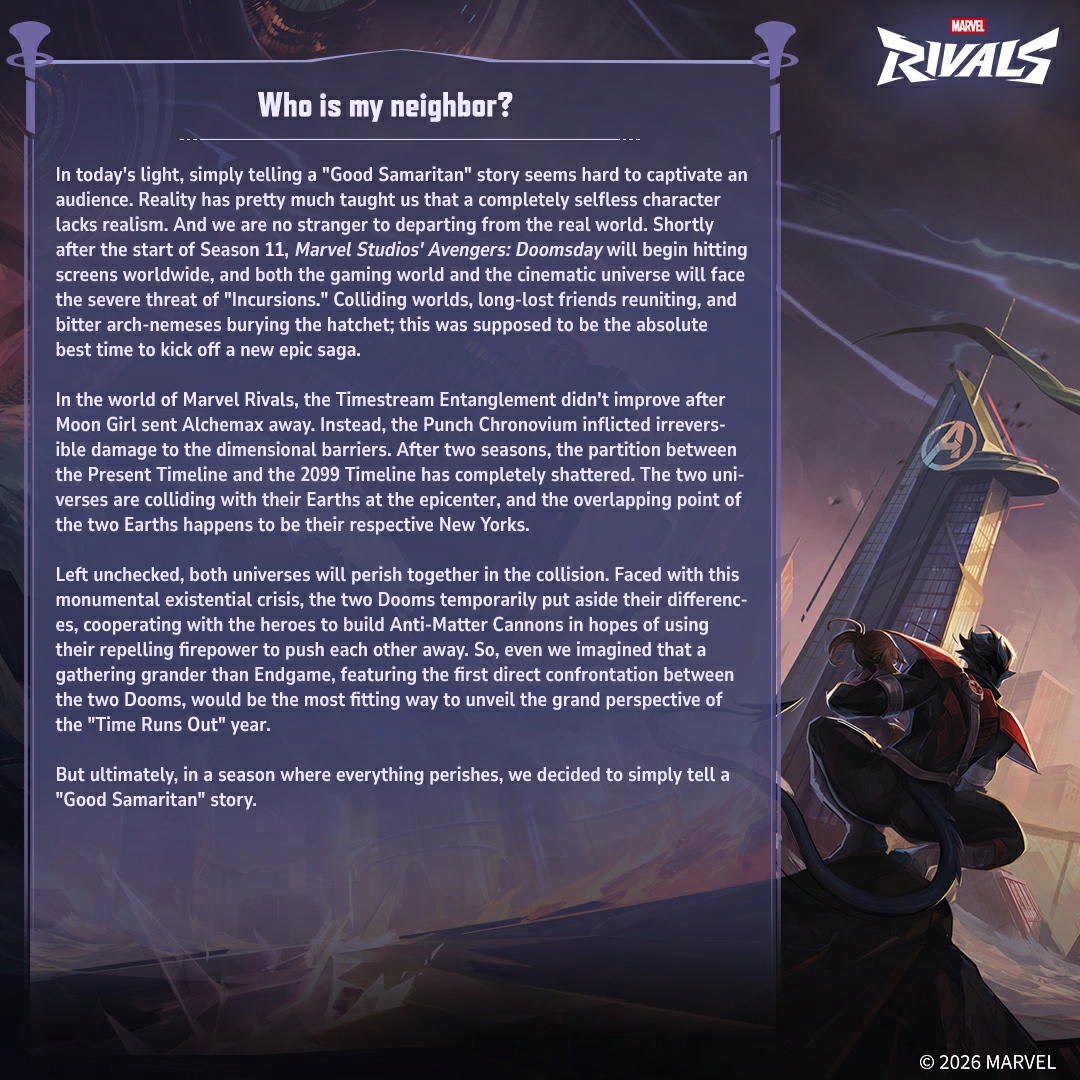 MARVEL
RIVALS
Who is my neighbor?
In today's light, simply telling a "Good Samaritan" story seems hard to captivate an
audience. Reality has pretty much taught us that a completely selfless character
lacks realism. And we are no stranger to departing from the real world. Shortly
after the start of Season 11, Marvel Studios' Avengers: Doomsday will begin hitting
screens worldwide, and both the gaming world and the cinematic universe will face
the severe threat of "Incursions." Colliding worlds, long-lost friends reuniting, and
bitter arch-nemeses burying the hatchet; this was supposed to be the absolute
best time to kick off a new epic saga.
In the world of Marvel Rivals, the Timestream Entanglement didn't improve after
Moon Girl sent Alchemax away. Instead, the Punch Chronovium inflicted irrevers-
ible damage to the dimensional barriers. After two seasons, the partition between
the Present Timeline and the 2099 Timeline has completely shattered. The two uni-
verses are colliding with their Earths at the epicenter, and the overlapping point of
the two Earths happens to be their respective New Yorks.
Left unchecked, both universes will perish together in the collision. Faced with this
monumental existential crisis, the two Dooms temporarily put aside their differenc-
es, cooperating with the heroes to build Anti-Matter Cannons in hopes of using
their repelling firepower to push each other away. So, even we imagined that a
gathering grander than Endgame, featuring the first direct confrontation between
the two Dooms, would be the most fitting way to unveil the grand perspective of
the "Time Runs Out" year.
But ultimately, in a season where everything perishes, we decided to simply tell a
"Good Samaritan" story.
© 2026 MARVEL